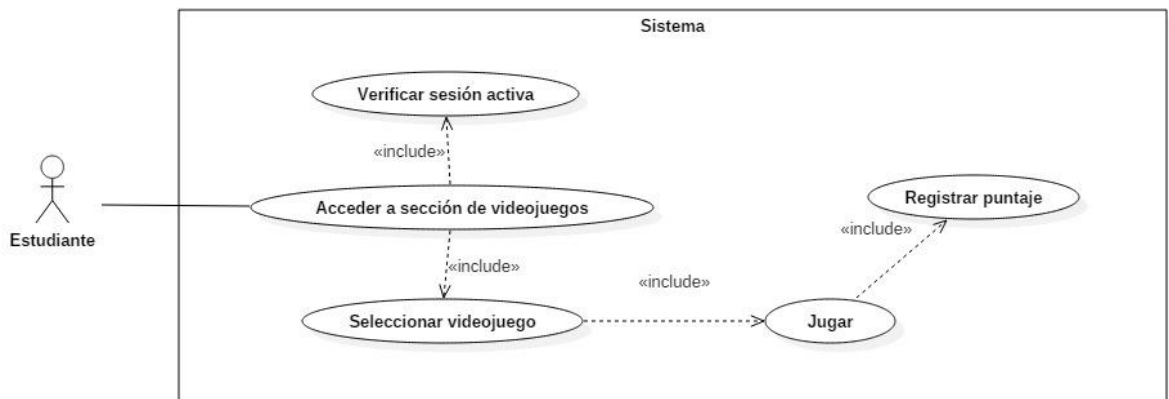 Sistema
Verificar sesión activa
«include»
Acceder a sección de videojuegos
Estudiante
Registrar puntaje
«include»
«include»
Seleccionar videojuego
«include»
Jugar